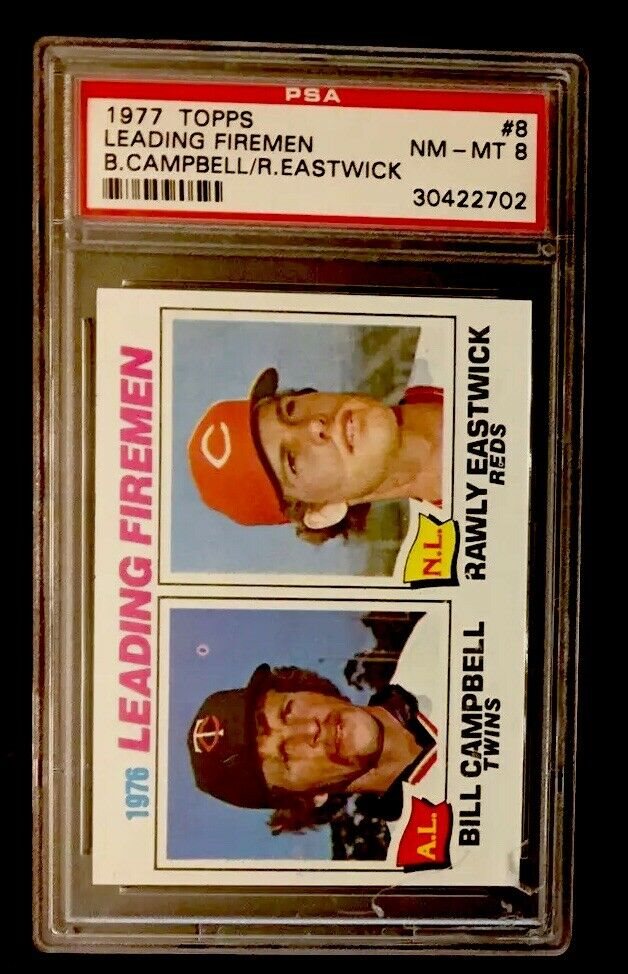 PSA
1977 TOPPS #8
LEADING FIREMEN NM-MT 8
B.CAMPBELL/R.EASTWICK
30422702
1976 LEADING FIREMEN
C
TC
A.L.
N.L.
BILL CAMPBELL
TWINS
RAWLY EASTWICK
REDS